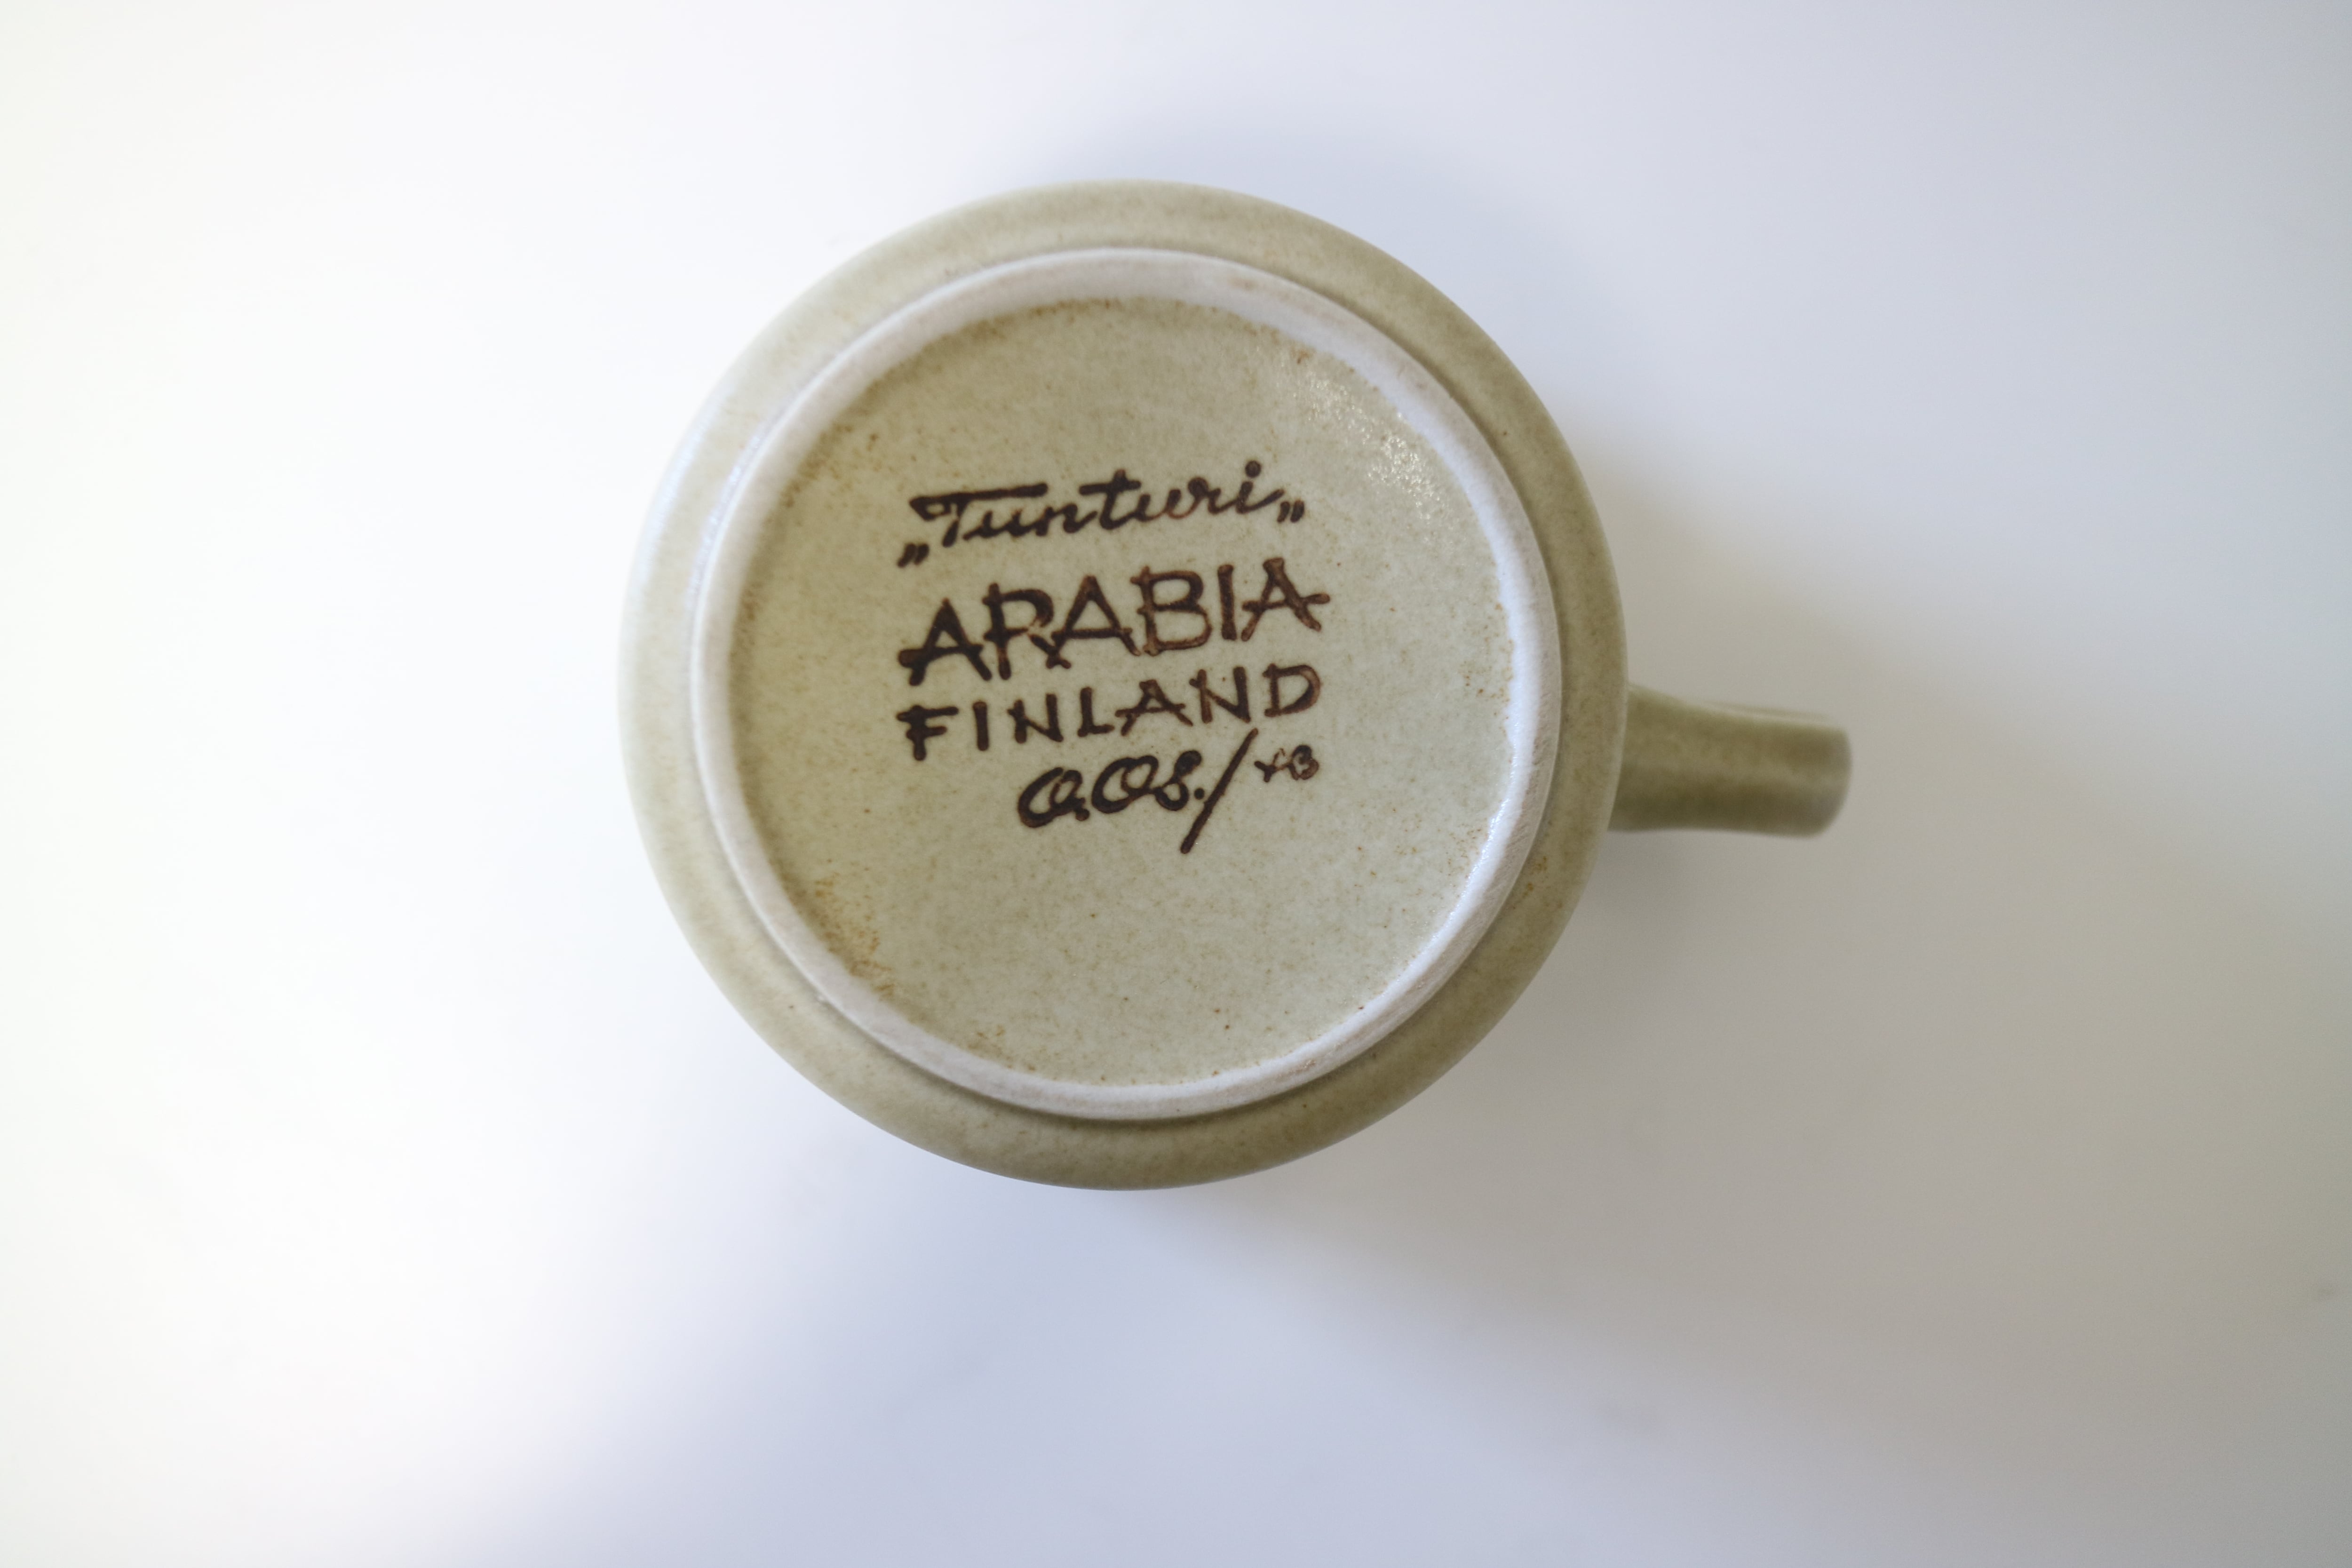 „Tunturi„
ARABIA
FINLAND
O.Os./